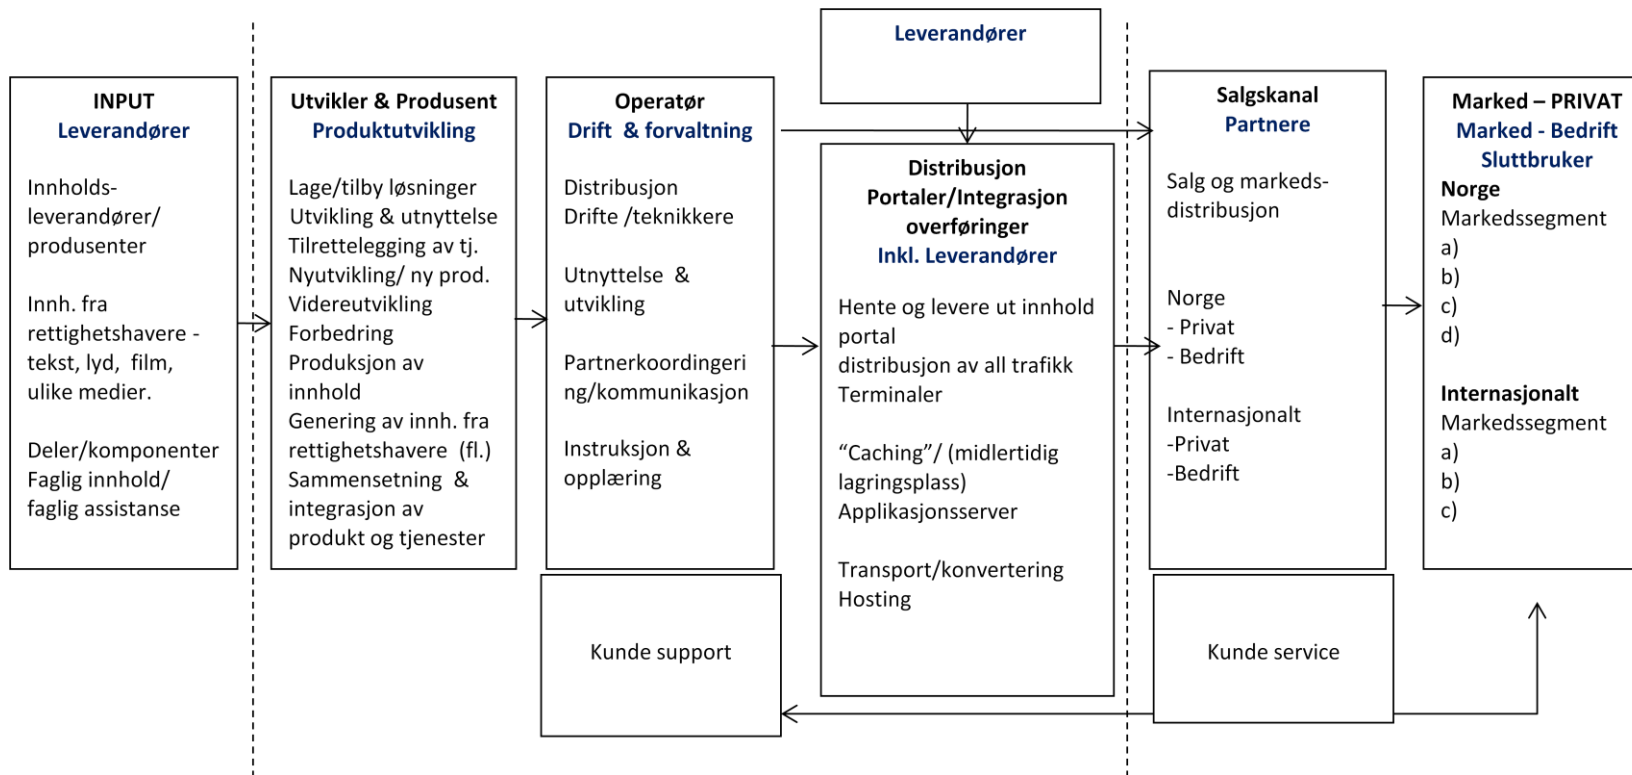 INPUT
Leverandører
Innholds-
leverandører/
produsenter
Innh. fra
rettighetshavere -
tekst, lyd, film,
ulike medier.
Deler/komponenter
Faglig innhold/
faglig assistanse
Utvikler & Produsent
Produktutvikling
Lage/tilby løsninger
Utvikling & utnyttelse
Tilrettelegging av tj.
Nyutvikling/ ny prod.
Videreutvikling
Forbedring
Produksjon av
innhold
Genering av innh. fra
rettighetshavere (fl.)
Sammensetning &
integrasjon av
produkt og tjenester
Operatør
Drift & forvaltning
Distribusjon
Drifte /teknikkere
Utnyttelse &
utvikling
Partnerkoordingeri
ng/kommunikasjon
Instruksjon &
opplæring
Kunde support
Leverandører
Distribusjon
Portaler/Integrasjon
overføringer
Inkl. Leverandører
Hente og levere ut innhold
portal
distribusjon av all trafikk
Terminaler
“Caching”/ (midlertidig
lagringsplass)
Applikasjonsserver
Transport/konvertering
Hosting
Salgskanal
Partnere
Salg og markeds-
distribusjon
Norge
- Privat
- Bedrift
Internasjonalt
-Privat
-Bedrift
Kunde service
Marked – PRIVAT
Marked - Bedrift
Sluttbruker
Norge
Markedssegment
a)
b)
c)
d)
Internasjonalt
Markedssegment
a)
b)
c)